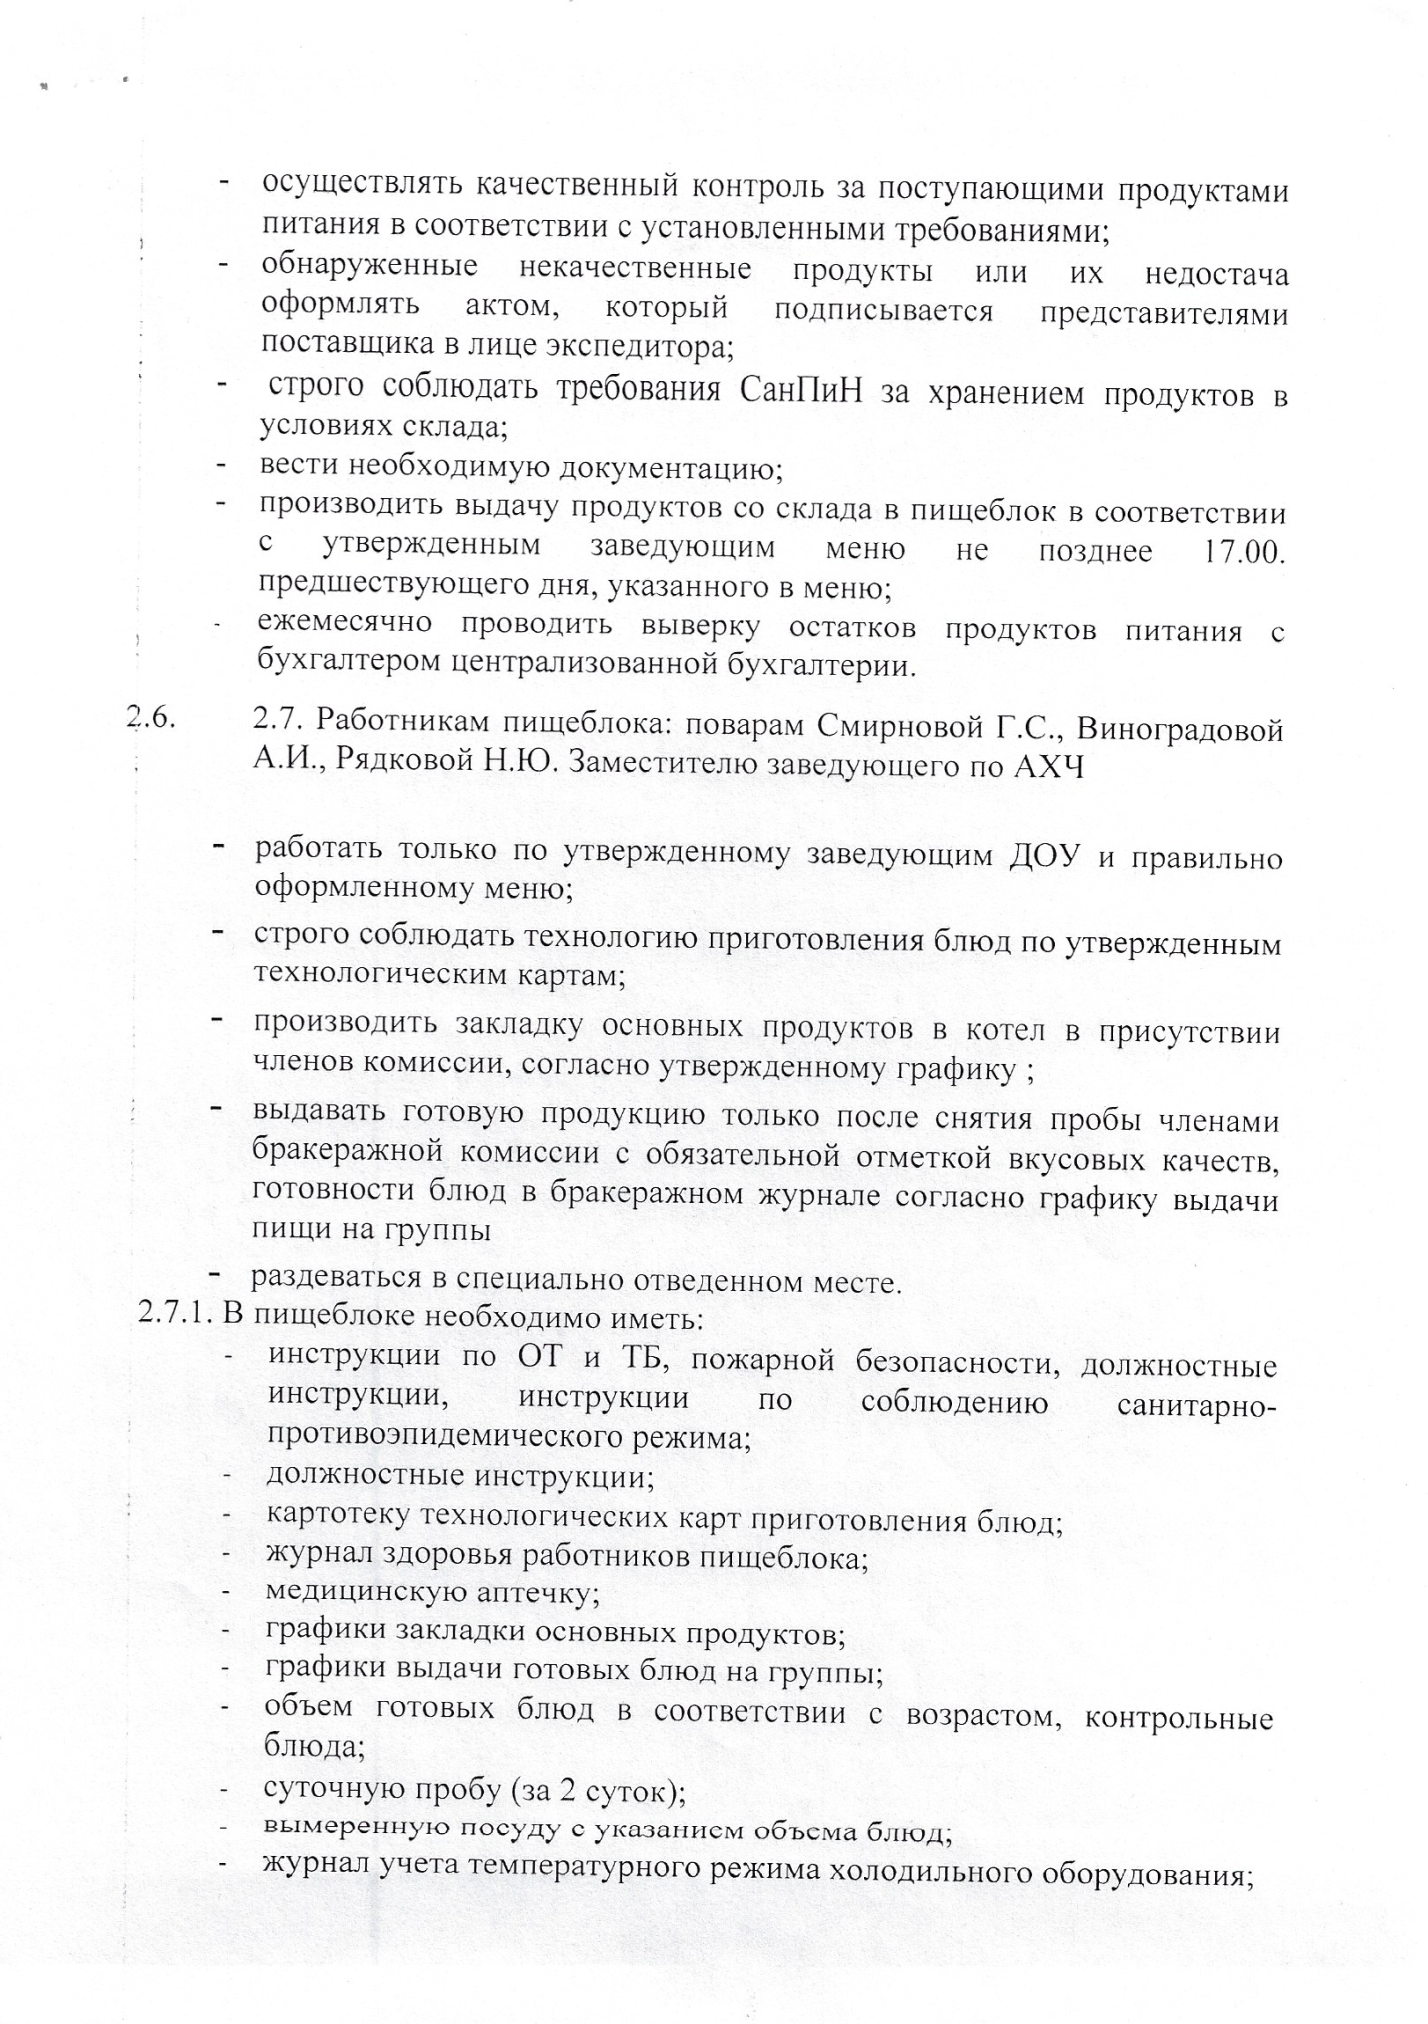 - осуществлять качественный контроль за поступающими продуктами
питания в соответствии с установленными требованиями;
- обнаруженные некачественные продукты или их недостача
оформлять актом, который подписывается представителями
поставщика в лице экспедитора;
- строго соблюдать требования СанПиН за хранением продуктов в
условиях склада;
- вести необходимую документацию;
- производить выдачу продуктов со склада в пищеблок в соответствии
с утвержденным заведующим меню не позднее 17.00.
предшествующего дня, указанного в меню;
- ежемесячно проводить выверку остатков продуктов питания с
бухгалтером централизованной бухгалтерии.
2.6. 2.7. Работникам пищеблока: поварам Смирновой Г.С., Виноградовой
А.И., Рядковой Н.Ю. Заместителю заведующего по АХЧ
- работать только по утвержденному заведующим ДОУ и правильно
оформленному меню;
- строго соблюдать технологию приготовления блюд по утвержденным
технологическим картам;
- производить закладку основных продуктов в котел в присутствии
членов комиссии, согласно утвержденному графику ;
- выдавать готовую продукцию только после снятия пробы членами
бракеражной комиссии с обязательной отметкой вкусовых качеств,
готовности блюд в бракеражном журнале согласно графику выдачи
пищи на группы
- раздеваться в специально отведенном месте.
2.7.1. В пищеблоке необходимо иметь:
- инструкции по ОТ и ТБ, пожарной безопасности, должностные
инструкции, инструкции по соблюдению санитарно-
противоэпидемического режима;
- должностные инструкции;
- картотеку технологических карт приготовления блюд;
- журнал здоровья работников пищеблока;
- медицинскую аптечку;
- графики закладки основных продуктов;
- графики выдачи готовых блюд на группы;
- объем готовых блюд в соответствии с возрастом, контрольные
блюда;
- суточную пробу (за 2 суток);
- вымеренную посуду с указанием объема блюд;
- журнал учета температурного режима холодильного оборудования;